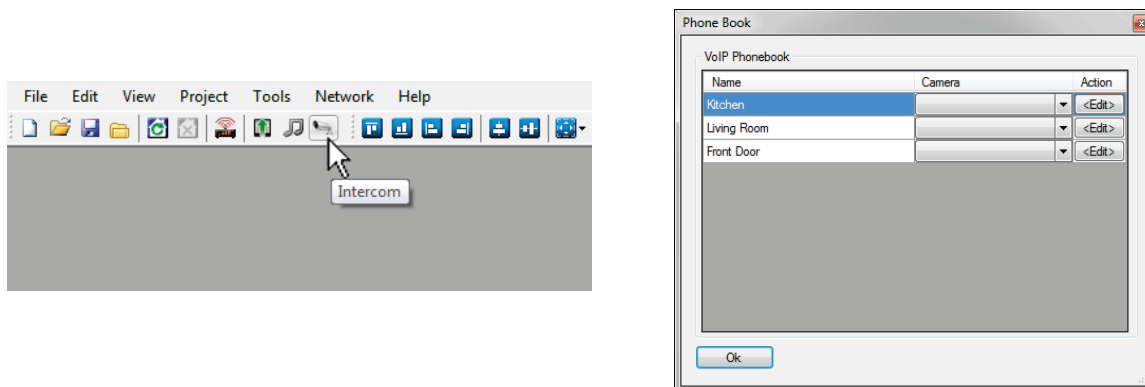 File Edit View Project Tools Network Help
Intercom
Phone Book
VoIP Phonebook
Name Camera Action
Kitchen <Edit>
Living Room <Edit>
Front Door <Edit>
Ok